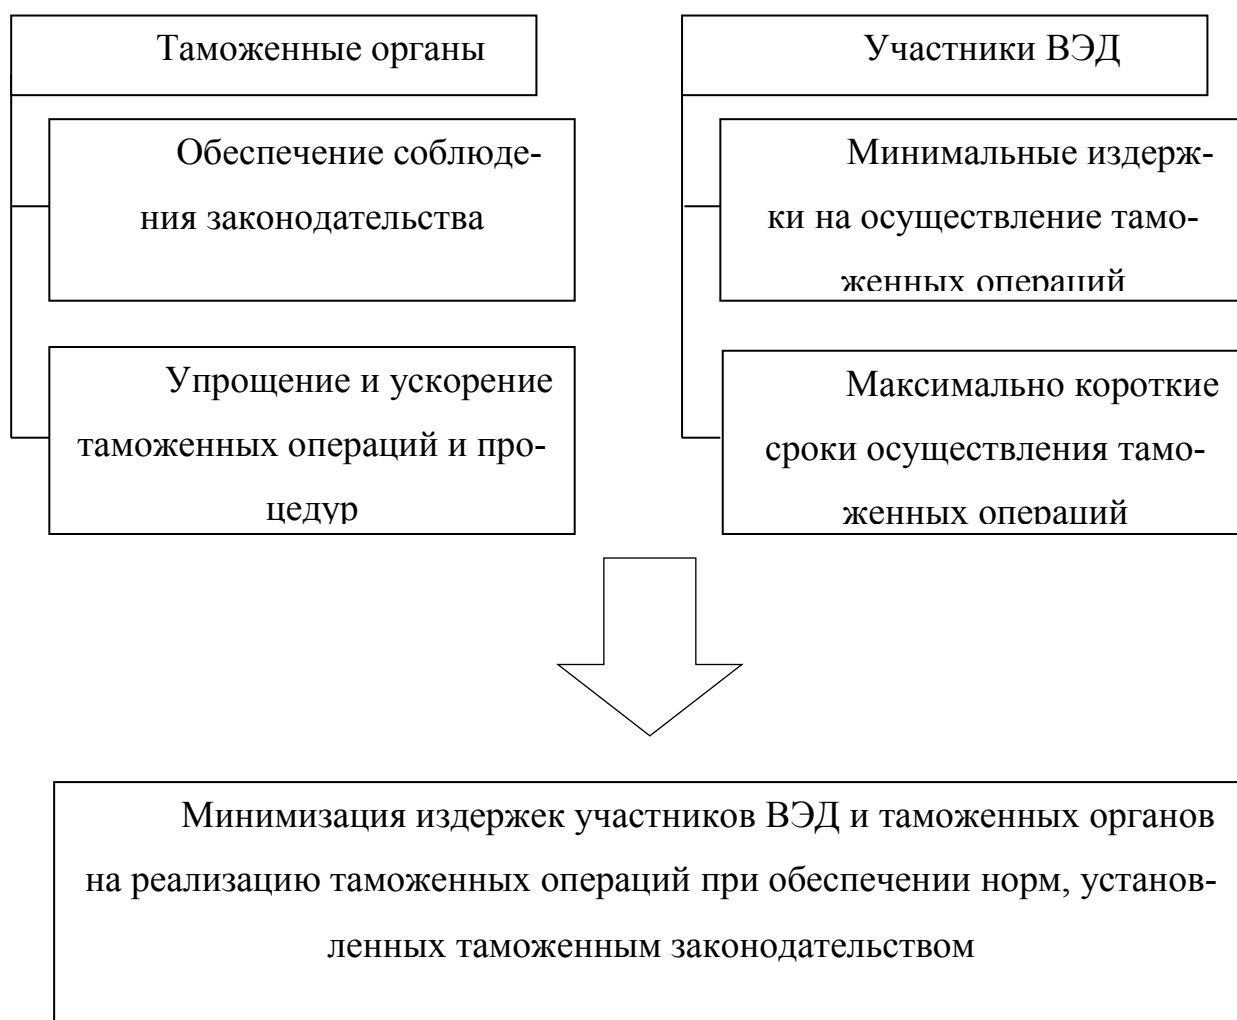 Таможенные органы
Обеспечение соблюде-
ния законодательства
Упрощение и ускорение
таможенных операций и про-
цедур
Участники ВЭД
Минимальные издерж-
ки на осуществление тамо-
женных операций
Максимально короткие
сроки осуществления тамо-
женных операций
Минимизация издержек участников ВЭД и таможенных органов
на реализацию таможенных операций при обеспечении норм, установ-
ленных таможенным законодательством